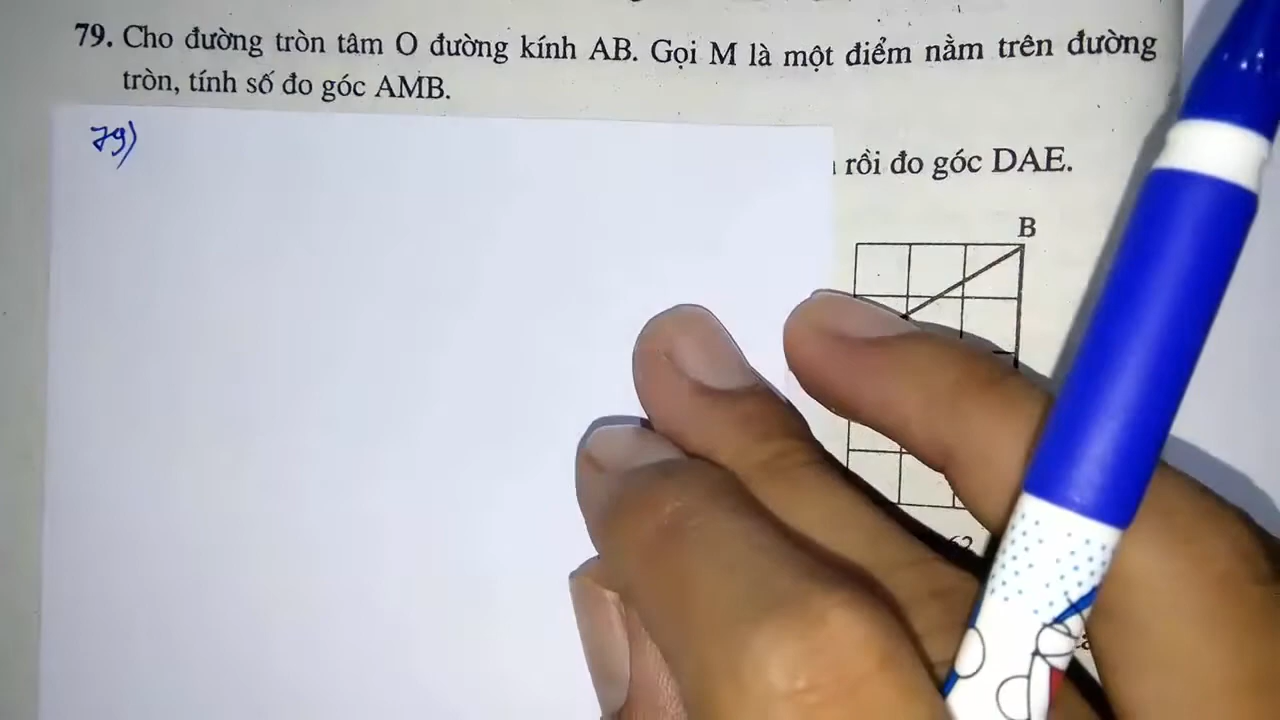 79. Cho đường tròn tâm O đường kính AB. Gọi M là một điểm nằm trên đường
tròn, tính số đo góc AMB.
79)
rồi đo góc DAE.
B